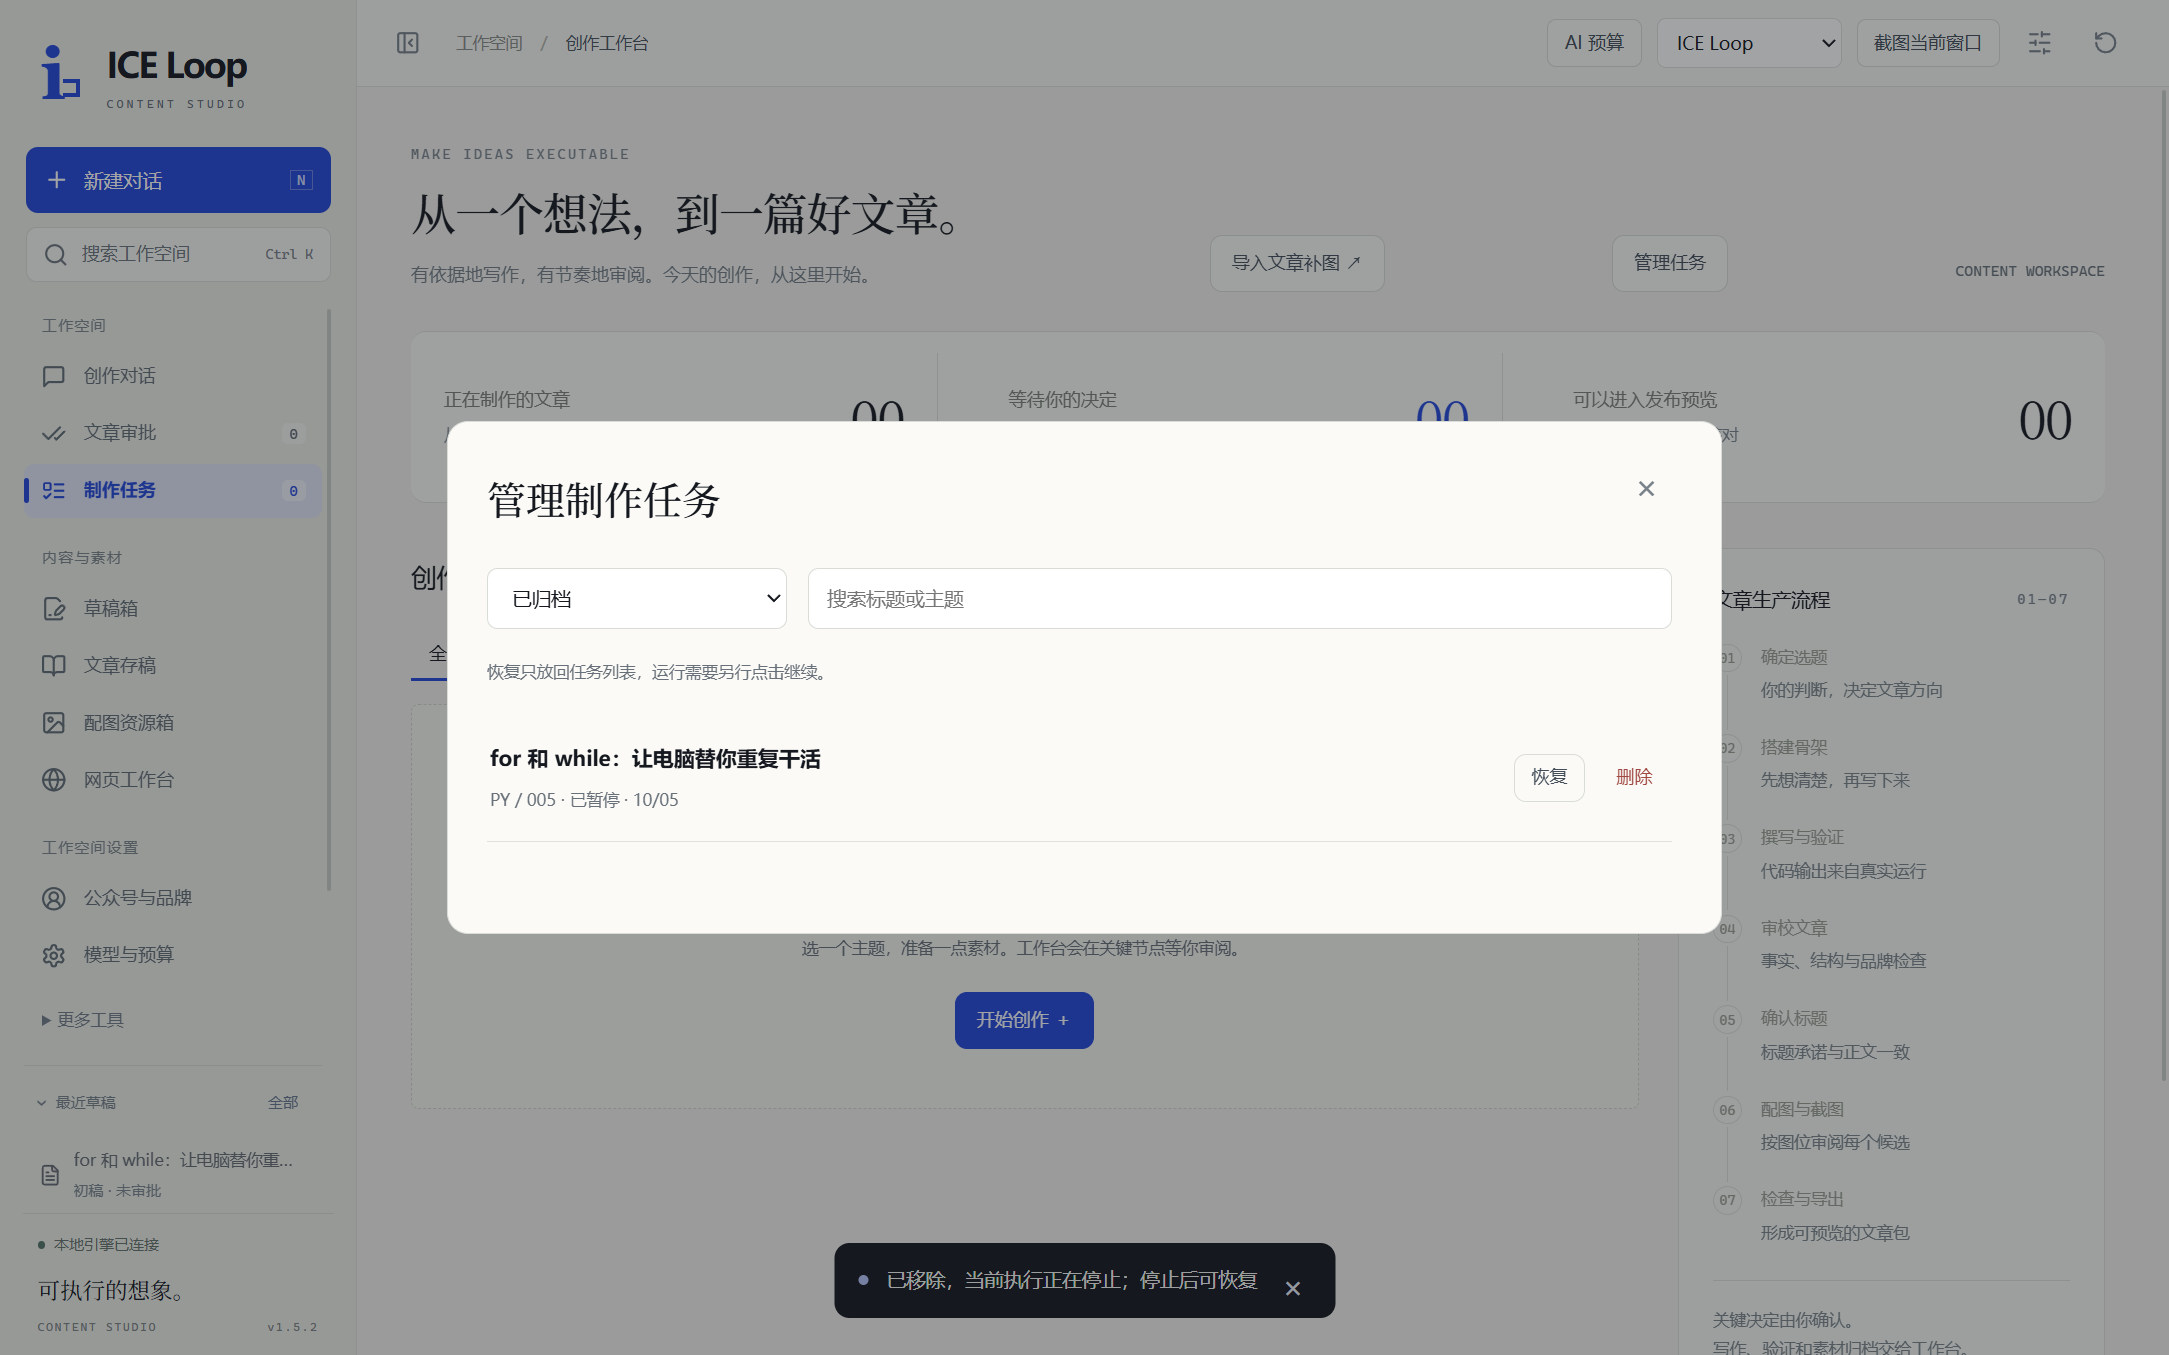 ICE Loop
CONTENT STUDIO
新建对话 N
搜索工作空间 Ctrl K
工作空间
创作对话
文章审批 0
制作任务 0
内容与素材
草稿箱
文章存稿
配图资源箱
网页工作台
工作空间设置
公众号与品牌
模型与预算
更多工具
最近草稿 全部
for 和 while：让电脑替你重…
初稿 · 未审批
本地引擎已连接
可执行的想象。
CONTENT STUDIO v1.5.2
工作空间 / 创作工作台
AI 预算
ICE Loop
截图当前窗口
MAKE IDEAS EXECUTABLE
从一个想法，到一篇好文章。
有依据地写作，有节奏地审阅。今天的创作，从这里开始。
导入文章补图 ↗
管理任务
CONTENT WORKSPACE
正在制作的文章 00
等待你的决定 00
可以进入发布预览 00
对
管理制作任务
已归档
搜索标题或主题
恢复只放回任务列表，运行需要另行点击继续。
for 和 while：让电脑替你重复干活
PY / 005 · 已暂停 · 10/05
恢复
删除
创
全
选一个主题，准备一点素材。工作台会在关键节点等你审阅。
开始创作 +
文章生产流程 01—07
01 确定选题
你的判断，决定文章方向
02 搭建骨架
先想清楚，再写下来
03 撰写与验证
代码输出来自真实运行
04 审校文章
事实、结构与品牌检查
05 确认标题
标题承诺与正文一致
06 配图与截图
按图位审阅每个候选
07 检查与导出
形成可预览的文章包
关键决定由你确认。
写作、验证和素材归档交给工作台。
已移除，当前执行正在停止；停止后可恢复